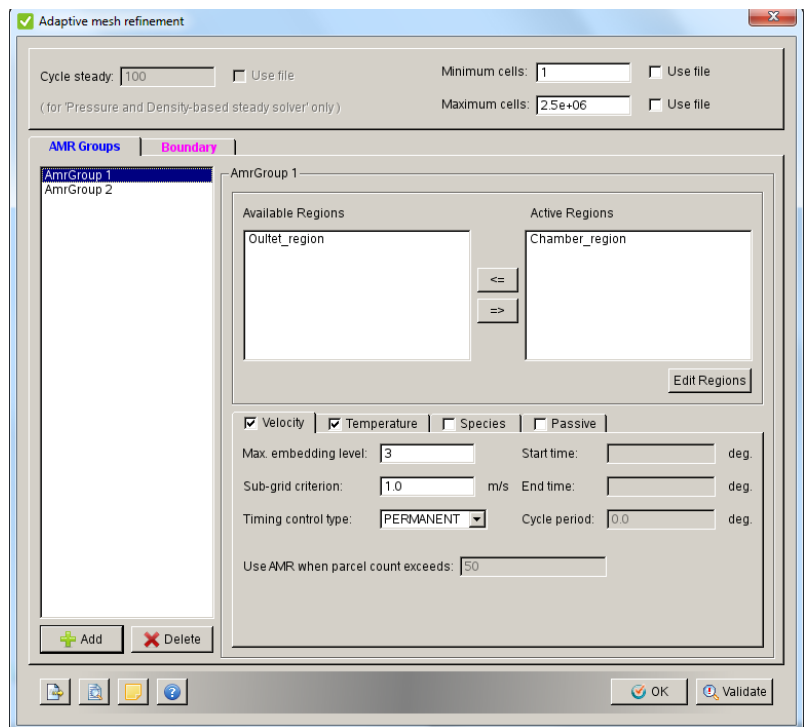 Adaptive mesh refinement
Cycle steady: 100 Use file
( for 'Pressure and Density-based steady solver' only )
Minimum cells: 1 Use file
Maximum cells: 2.5e+06 Use file
AMR Groups Boundary
AmrGroup 1
AmrGroup 2
AmrGroup 1
Available Regions
Oultet_region
<=
=>
Active Regions
Chamber_region
Edit Regions
Velocity Temperature Species Passive
Max. embedding level: 3 Start time: deg.
Sub-grid criterion: 1.0 m/s End time: deg.
Timing control type: PERMANENT Cycle period: 0.0 deg.
Use AMR when parcel count exceeds: 50
Add Delete
OK Validate